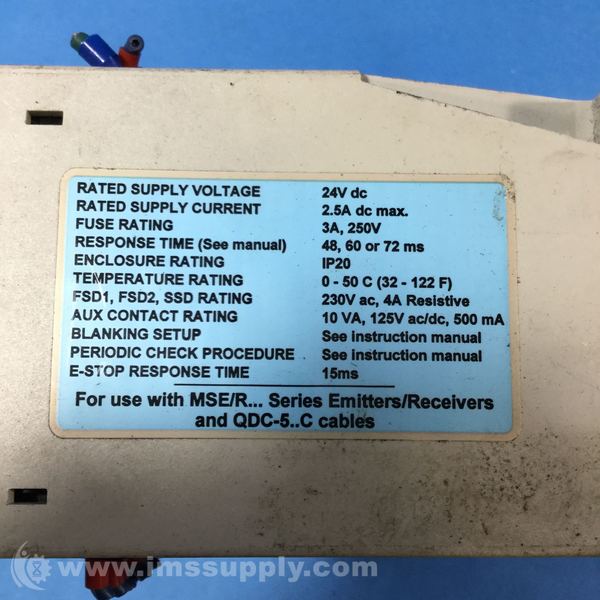 RATED SUPPLY VOLTAGE 24V dc
RATED SUPPLY CURRENT 2.5A dc max.
FUSE RATING 3A, 250V
RESPONSE TIME (See manual) 48, 60 or 72 ms
ENCLOSURE RATING IP20
TEMPERATURE RATING 0 - 50 C (32 - 122 F)
FSD1, FSD2, SSD RATING 230V ac, 4A Resistive
AUX CONTACT RATING 10 VA, 125V ac/dc, 500 mA
BLANKING SETUP See instruction manual
PERIODIC CHECK PROCEDURE See instruction manual
E-STOP RESPONSE TIME 15ms
For use with MSE/R... Series Emitters/Receivers
and QDC-5..C cables
www.imssupply.com